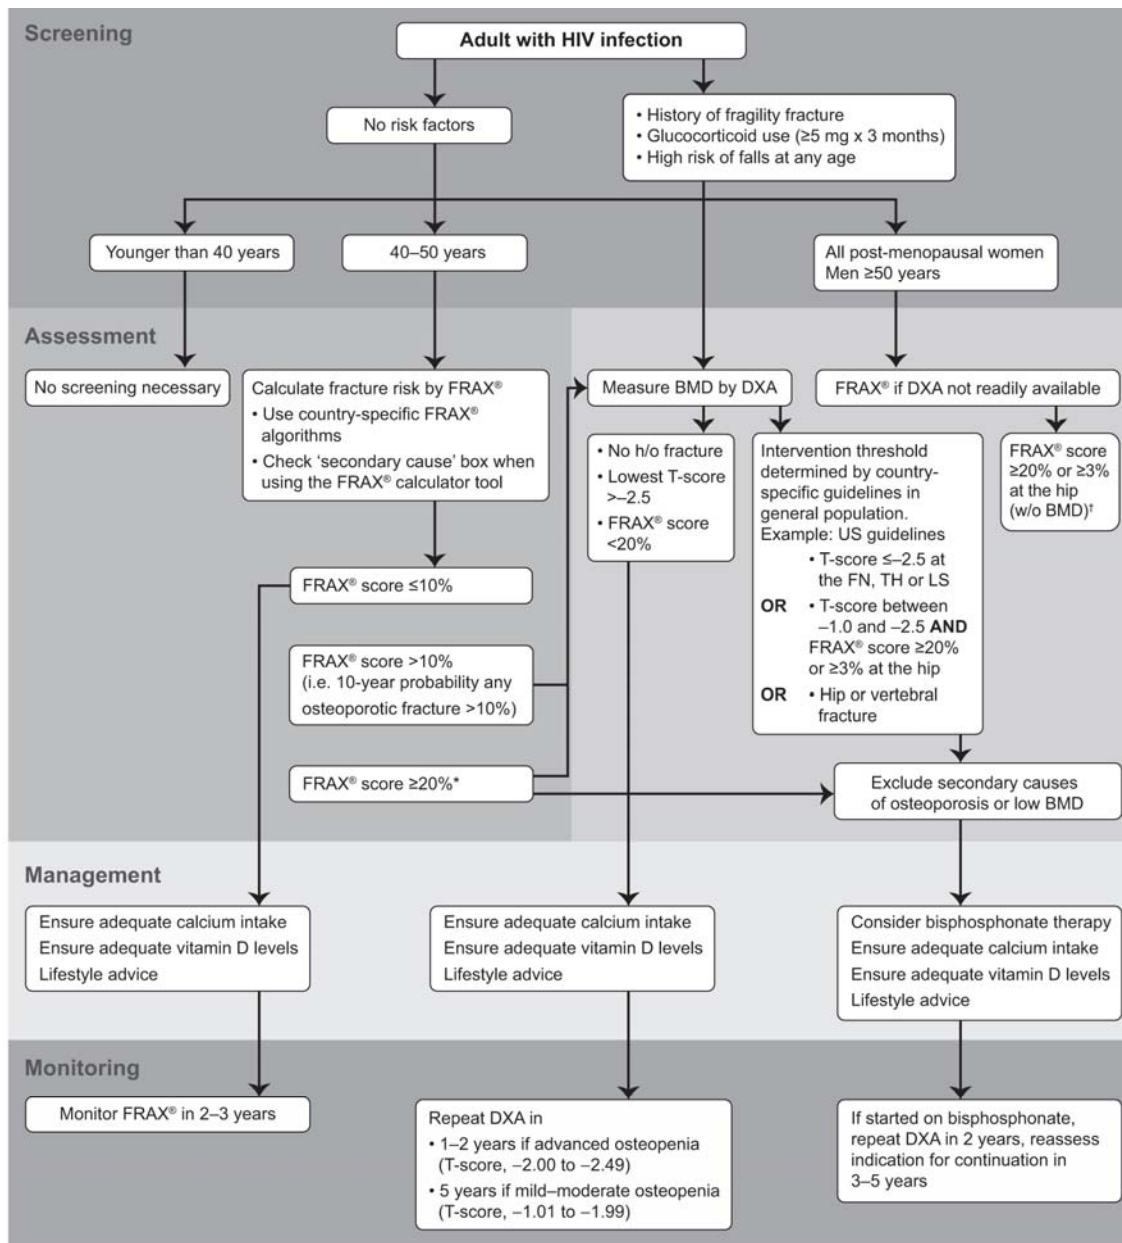 Screening
Adult with HIV infection
No risk factors
• History of fragility fracture
• Glucocorticoid use (≥5 mg x 3 months)
• High risk of falls at any age
Younger than 40 years
40–50 years
All post-menopausal women
Men ≥50 years
Assessment
No screening necessary
Calculate fracture risk by FRAX®
• Use country-specific FRAX®
algorithms
• Check ‘secondary cause’ box when
using the FRAX® calculator tool
Measure BMD by DXA
FRAX® if DXA not readily available
• No h/o fracture
• Lowest T-score
>–2.5
• FRAX® score
<20%
Intervention threshold
determined by country-
specific guidelines in
general population.
Example: US guidelines
• T-score ≤–2.5 at
the FN, TH or LS
OR • T-score between
–1.0 and –2.5 AND
FRAX® score ≥20%
or ≥3% at the hip
OR • Hip or vertebral
fracture
FRAX® score
≥20% or ≥3%
at the hip
(w/o BMD)†
FRAX® score ≤10%
FRAX® score >10%
(i.e. 10-year probability any
osteoporotic fracture >10%)
FRAX® score ≥20%*
Exclude secondary causes
of osteoporosis or low BMD
Management
Ensure adequate calcium intake
Ensure adequate vitamin D levels
Lifestyle advice
Ensure adequate calcium intake
Ensure adequate vitamin D levels
Lifestyle advice
Consider bisphosphonate therapy
Ensure adequate calcium intake
Ensure adequate vitamin D levels
Lifestyle advice
Monitoring
Monitor FRAX® in 2–3 years
Repeat DXA in
• 1–2 years if advanced osteopenia
(T-score, −2.00 to −2.49)
• 5 years if mild–moderate osteopenia
(T-score, −1.01 to −1.99)
If started on bisphosphonate,
repeat DXA in 2 years, reassess
indication for continuation in
3–5 years